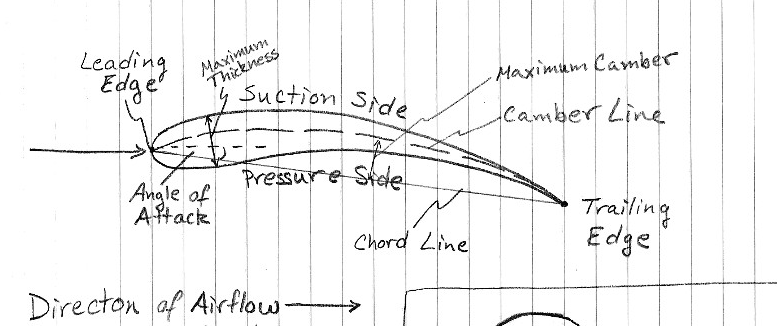 Leading
Edge
Maximum
Thickness
Suction Side
Maximum Camber
Camber Line
Angle of
Attack
Pressure Side
Chord Line
Trailing
Edge
Directon of Airflow